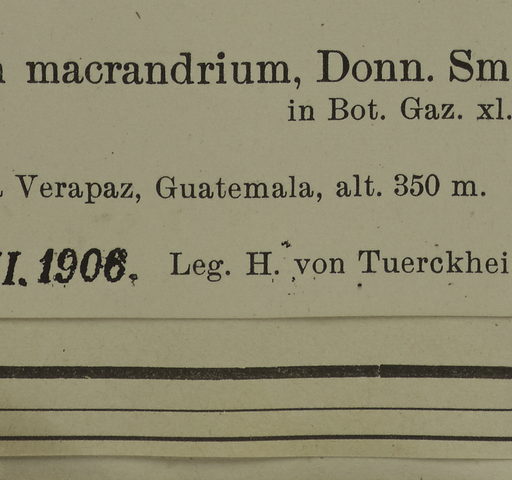 macrandrium, Donn. Sm
in Bot. Gaz. xl.
Verapaz, Guatemala, alt. 350 m.
I. 1906. Leg. H. von Tuerckhei